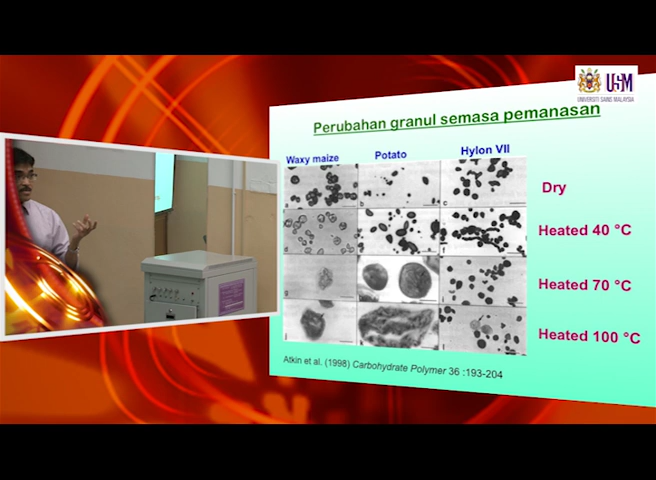 USM
UNIVERSITI SAINS MALAYSIA
Perubahan granul semasa pemanasan
Waxy maize Potato Hylon VII
a b c Dry
d e f Heated 40 °C
g Heated 70 °C
Heated 100 °C
Atkin et al. (1998) Carbohydrate Polymer 36 :193-204